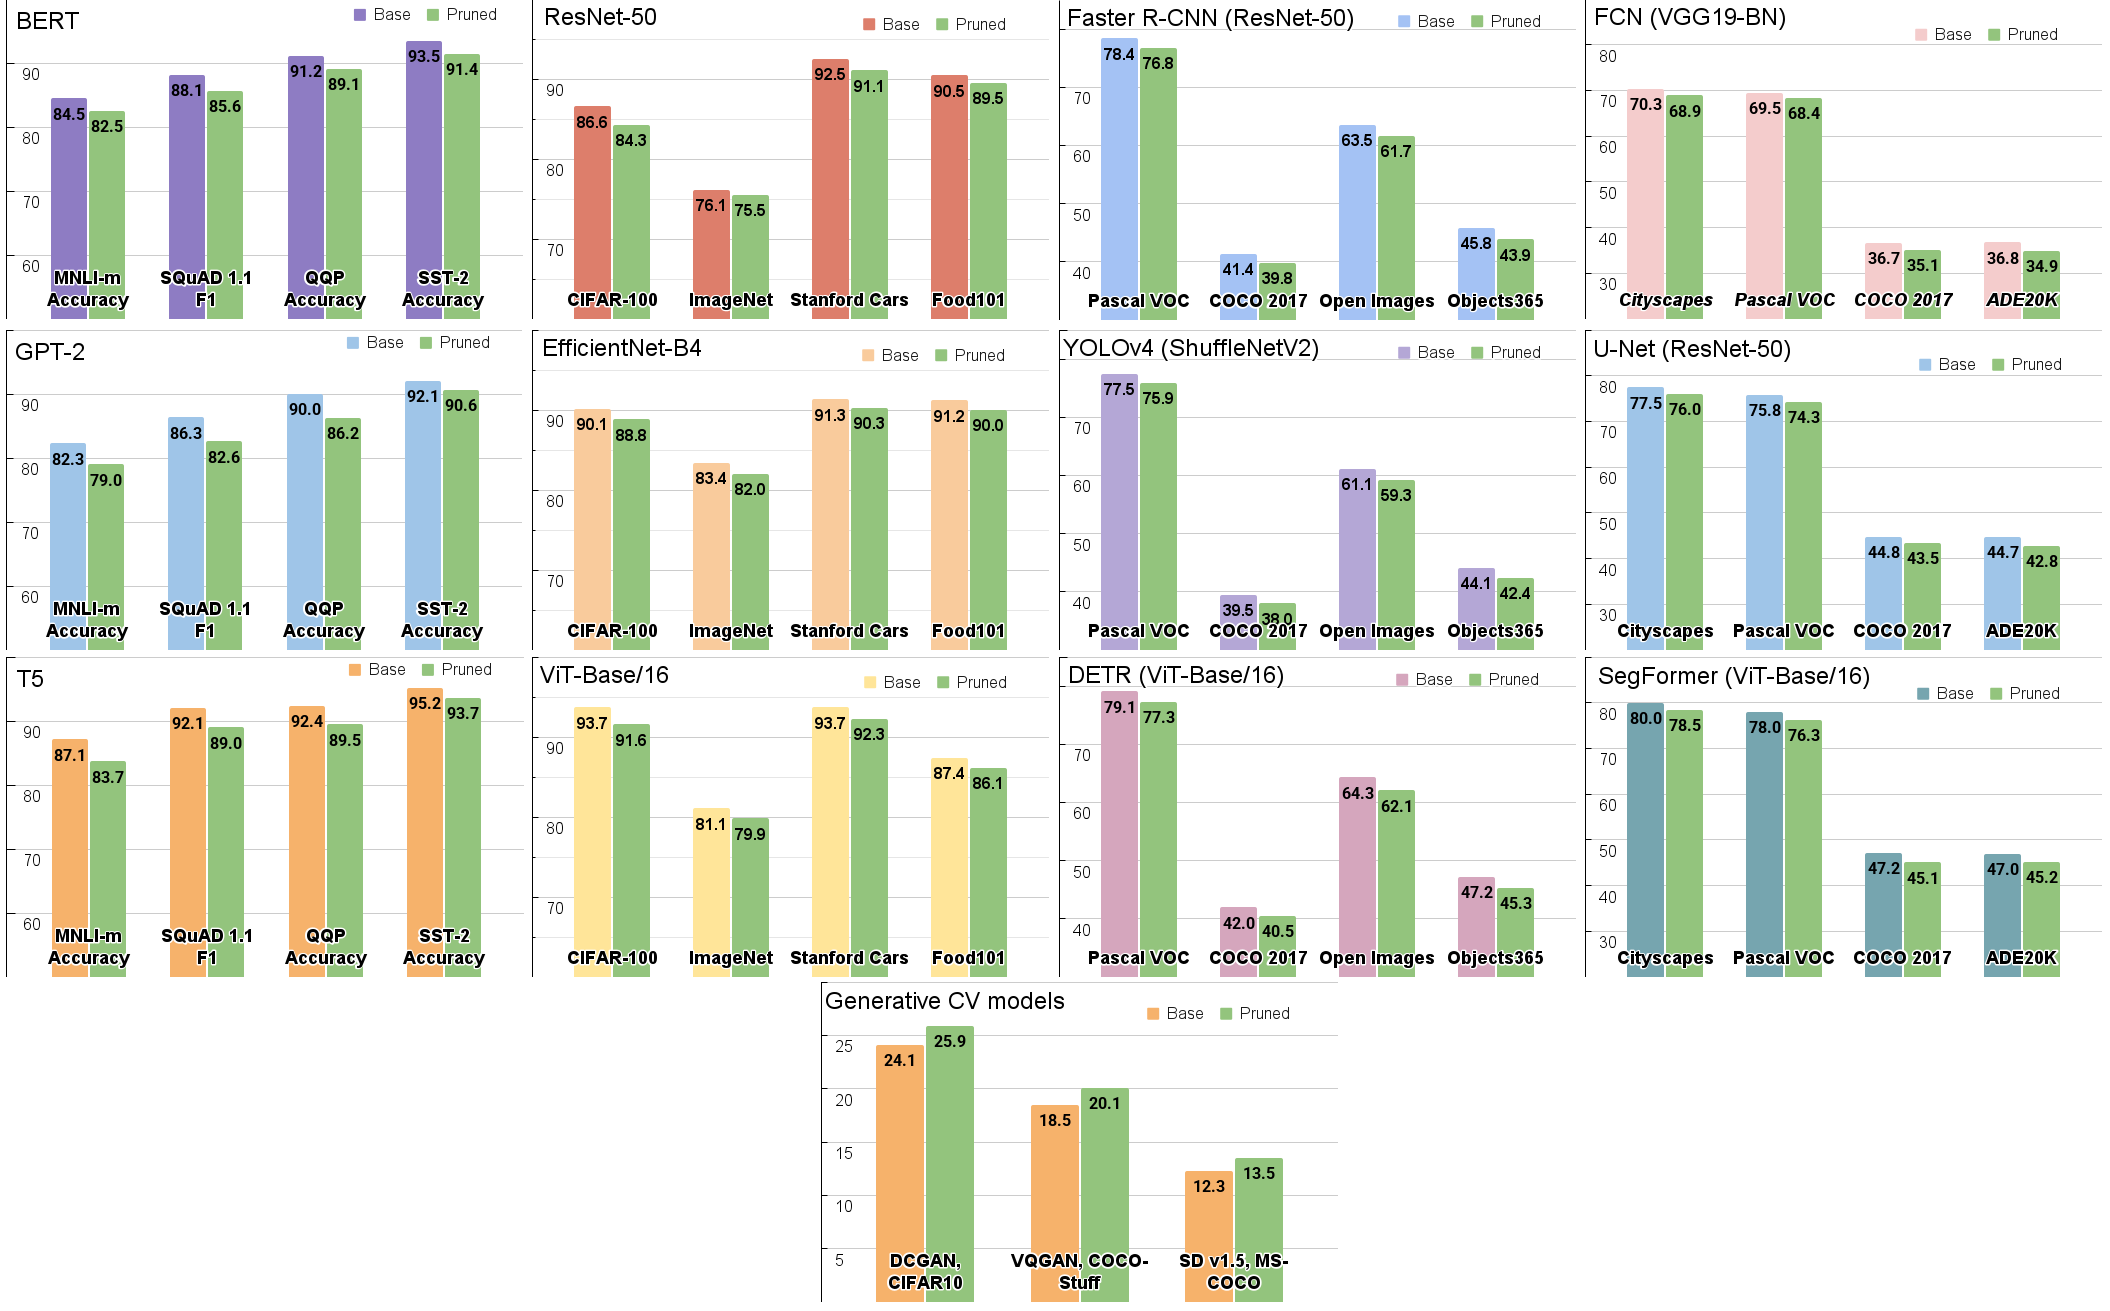 BERT
Base Pruned
90
80
70
60
84.5 82.5
88.1 85.6
91.2 89.1
93.5 91.4
MNLI-m
Accuracy
SQuAD 1.1
F1
QQP
Accuracy
SST-2
Accuracy
ResNet-50
Base Pruned
90
80
70
86.6 84.3
76.1 75.5
92.5 91.1
90.5 89.5
CIFAR-100 ImageNet Stanford Cars Food101
Faster R-CNN (ResNet-50)
Base Pruned
70
60
50
40
78.4 76.8
41.4 39.8
63.5 61.7
45.8 43.9
Pascal VOC COCO 2017 Open Images Objects365
FCN (VGG19-BN)
Base Pruned
80
70
60
50
40
30
70.3 68.9
69.5 68.4
36.7 35.1
36.8 34.9
Cityscapes Pascal VOC COCO 2017 ADE20K
GPT-2
Base Pruned
90
80
70
60
82.3 79.0
86.3 82.6
90.0 86.2
92.1 90.6
MNLI-m
Accuracy
SQuAD 1.1
F1
QQP
Accuracy
SST-2
Accuracy
EfficientNet-B4
Base Pruned
90
80
70
90.1 88.8
83.4 82.0
91.3 90.3
91.2 90.0
CIFAR-100 ImageNet Stanford Cars Food101
YOLOv4 (ShuffleNetV2)
Base Pruned
70
60
50
40
77.5 75.9
39.5 38.0
61.1 59.3
44.1 42.4
Pascal VOC COCO 2017 Open Images Objects365
U-Net (ResNet-50)
Base Pruned
80
70
60
50
40
30
77.5 76.0
75.8 74.3
44.8 43.5
44.7 42.8
Cityscapes Pascal VOC COCO 2017 ADE20K
T5
Base Pruned
90
80
70
60
87.1 83.7
92.1 89.0
92.4 89.5
95.2 93.7
MNLI-m
Accuracy
SQuAD 1.1
F1
QQP
Accuracy
SST-2
Accuracy
ViT-Base/16
Base Pruned
90
80
70
93.7 91.6
81.1 79.9
93.7 92.3
87.4 86.1
CIFAR-100 ImageNet Stanford Cars Food101
DETR (ViT-Base/16)
Base Pruned
70
60
50
40
79.1 77.3
42.0 40.5
64.3 62.1
47.2 45.3
Pascal VOC COCO 2017 Open Images Objects365
SegFormer (ViT-Base/16)
Base Pruned
80
70
60
50
40
30
80.0 78.5
78.0 76.3
47.2 45.1
47.0 45.2
Cityscapes Pascal VOC COCO 2017 ADE20K
Generative CV models
Base Pruned
25
20
15
10
5
24.1 25.9
18.5 20.1
12.3 13.5
DCGAN,
CIFAR10
VQGAN, COCO-
Stuff
SD v1.5, MS-
COCO